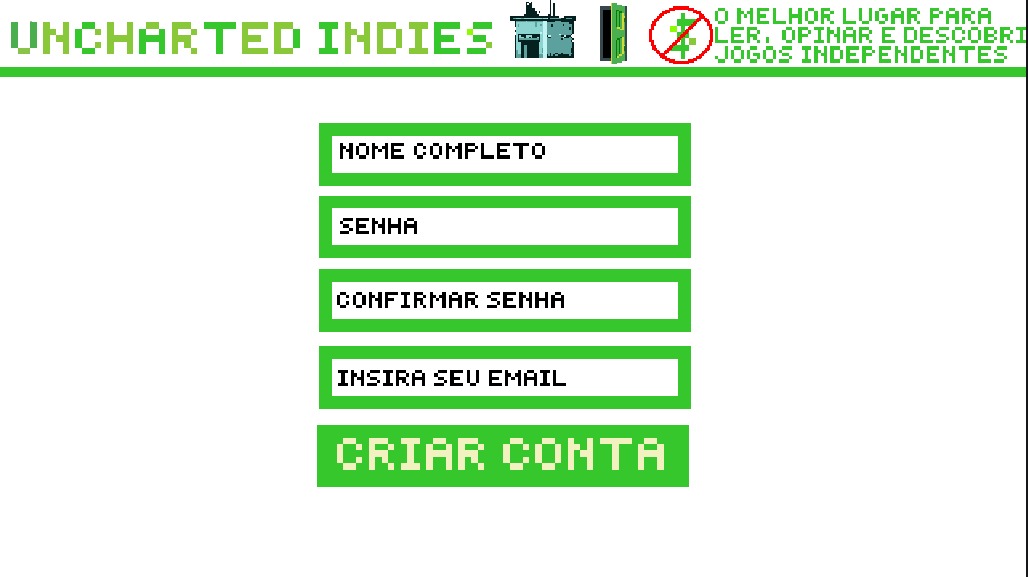 UNCHARTED INDIES
O MELHOR LUGAR PARA
LER, OPINAR E DESCOBRI
JOGOS INDEPENDENTES
NOME COMPLETO
SENHA
CONFIRMAR SENHA
INSIRA SEU EMAIL
CRIAR CONTA